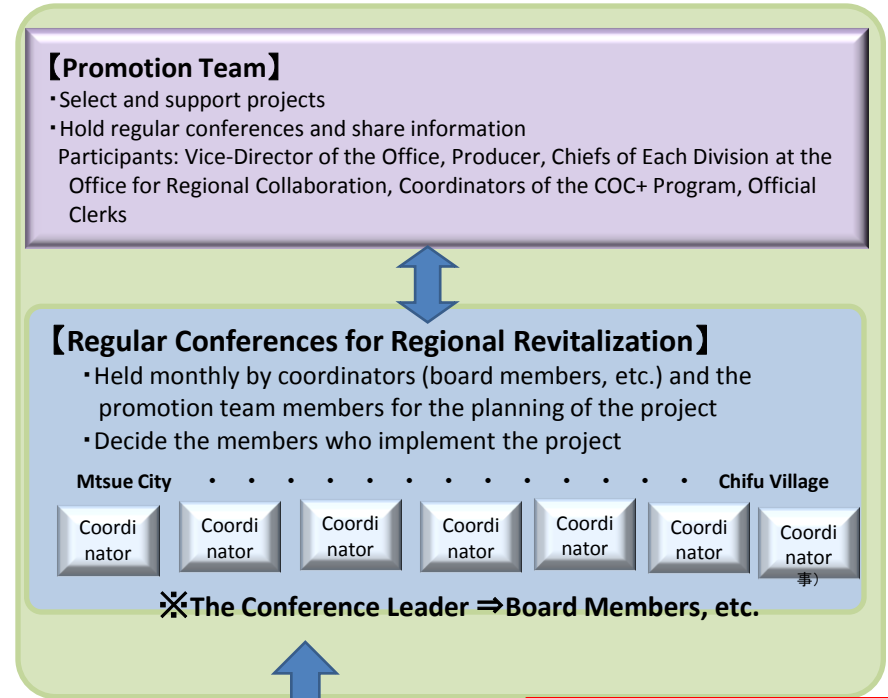 【Promotion Team】
・Select and support projects
・Hold regular conferences and share information
Participants: Vice-Director of the Office, Producer, Chiefs of Each Division at the
Office for Regional Collaboration, Coordinators of the COC+ Program, Official
Clerks
【Regular Conferences for Regional Revitalization】
・Held monthly by coordinators (board members, etc.) and the
promotion team members for the planning of the project
・Decide the members who implement the project
Mtsue City ・ ・ ・ ・ ・ ・ ・ ・ ・ ・ ・ ・ ・ Chifu Village
Coordi
nator
Coordi
nator
Coordi
nator
Coordi
nator
Coordi
nator
Coordi
nator
Coordi
nator
事）
※The Conference Leader ⇒Board Members, etc.